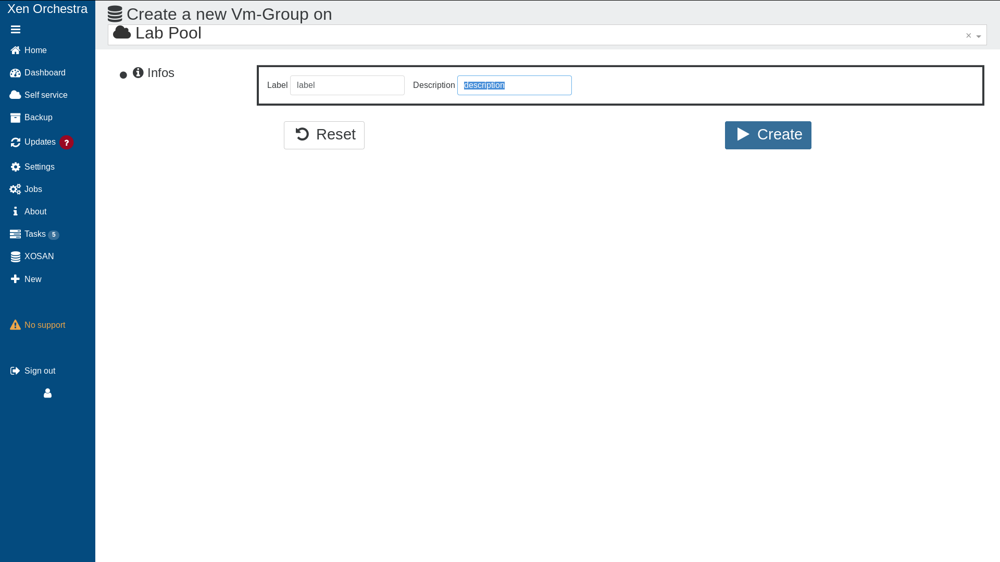 Xen Orchestra
Home
Dashboard
Self service
Backup
Updates ?
Settings
Jobs
About
Tasks 5
XOSAN
New
No support
Sign out
Create a new Vm-Group on
Lab Pool
×
Infos
Label label Description description
Reset
Create